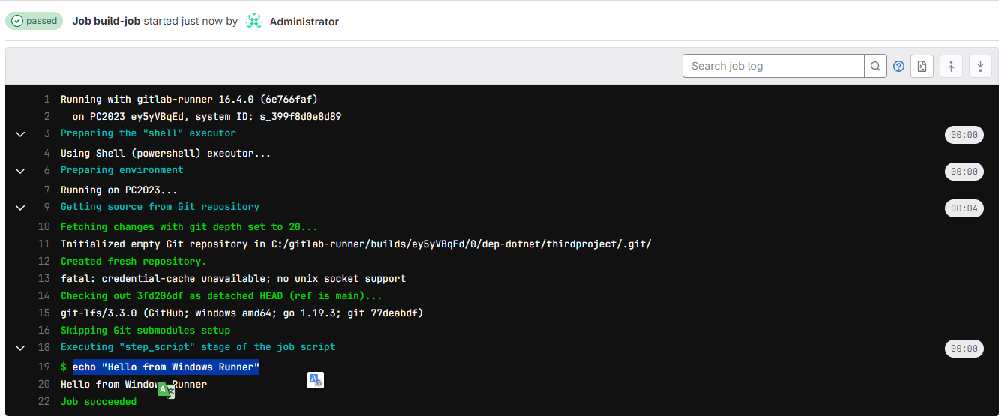 passed Job build-job started just now by Administrator
Search job log
1 Running with gitlab-runner 16.4.0 (6e766faf)
2 on PC2023 ey5yVBqEd, system ID: s_399f8d0e8d89
3 Preparing the "shell" executor 00:00
4 Using Shell (powershell) executor...
6 Preparing environment 00:00
7 Running on PC2023...
9 Getting source from Git repository 00:04
10 Fetching changes with git depth set to 20...
11 Initialized empty Git repository in C:/gitlab-runner/builds/ey5yVBqEd/0/dep-dotnet/thirdproject/.git/
12 Created fresh repository.
13 fatal: credential-cache unavailable; no unix socket support
14 Checking out 3fd206df as detached HEAD (ref is main)...
15 git-lfs/3.3.0 (GitHub; windows amd64; go 1.19.3; git 77deabdf)
16 Skipping Git submodules setup
18 Executing "step_script" stage of the job script 00:00
19 $ echo "Hello from Windows Runner"
20 Hello from Windows Runner
22 Job succeeded